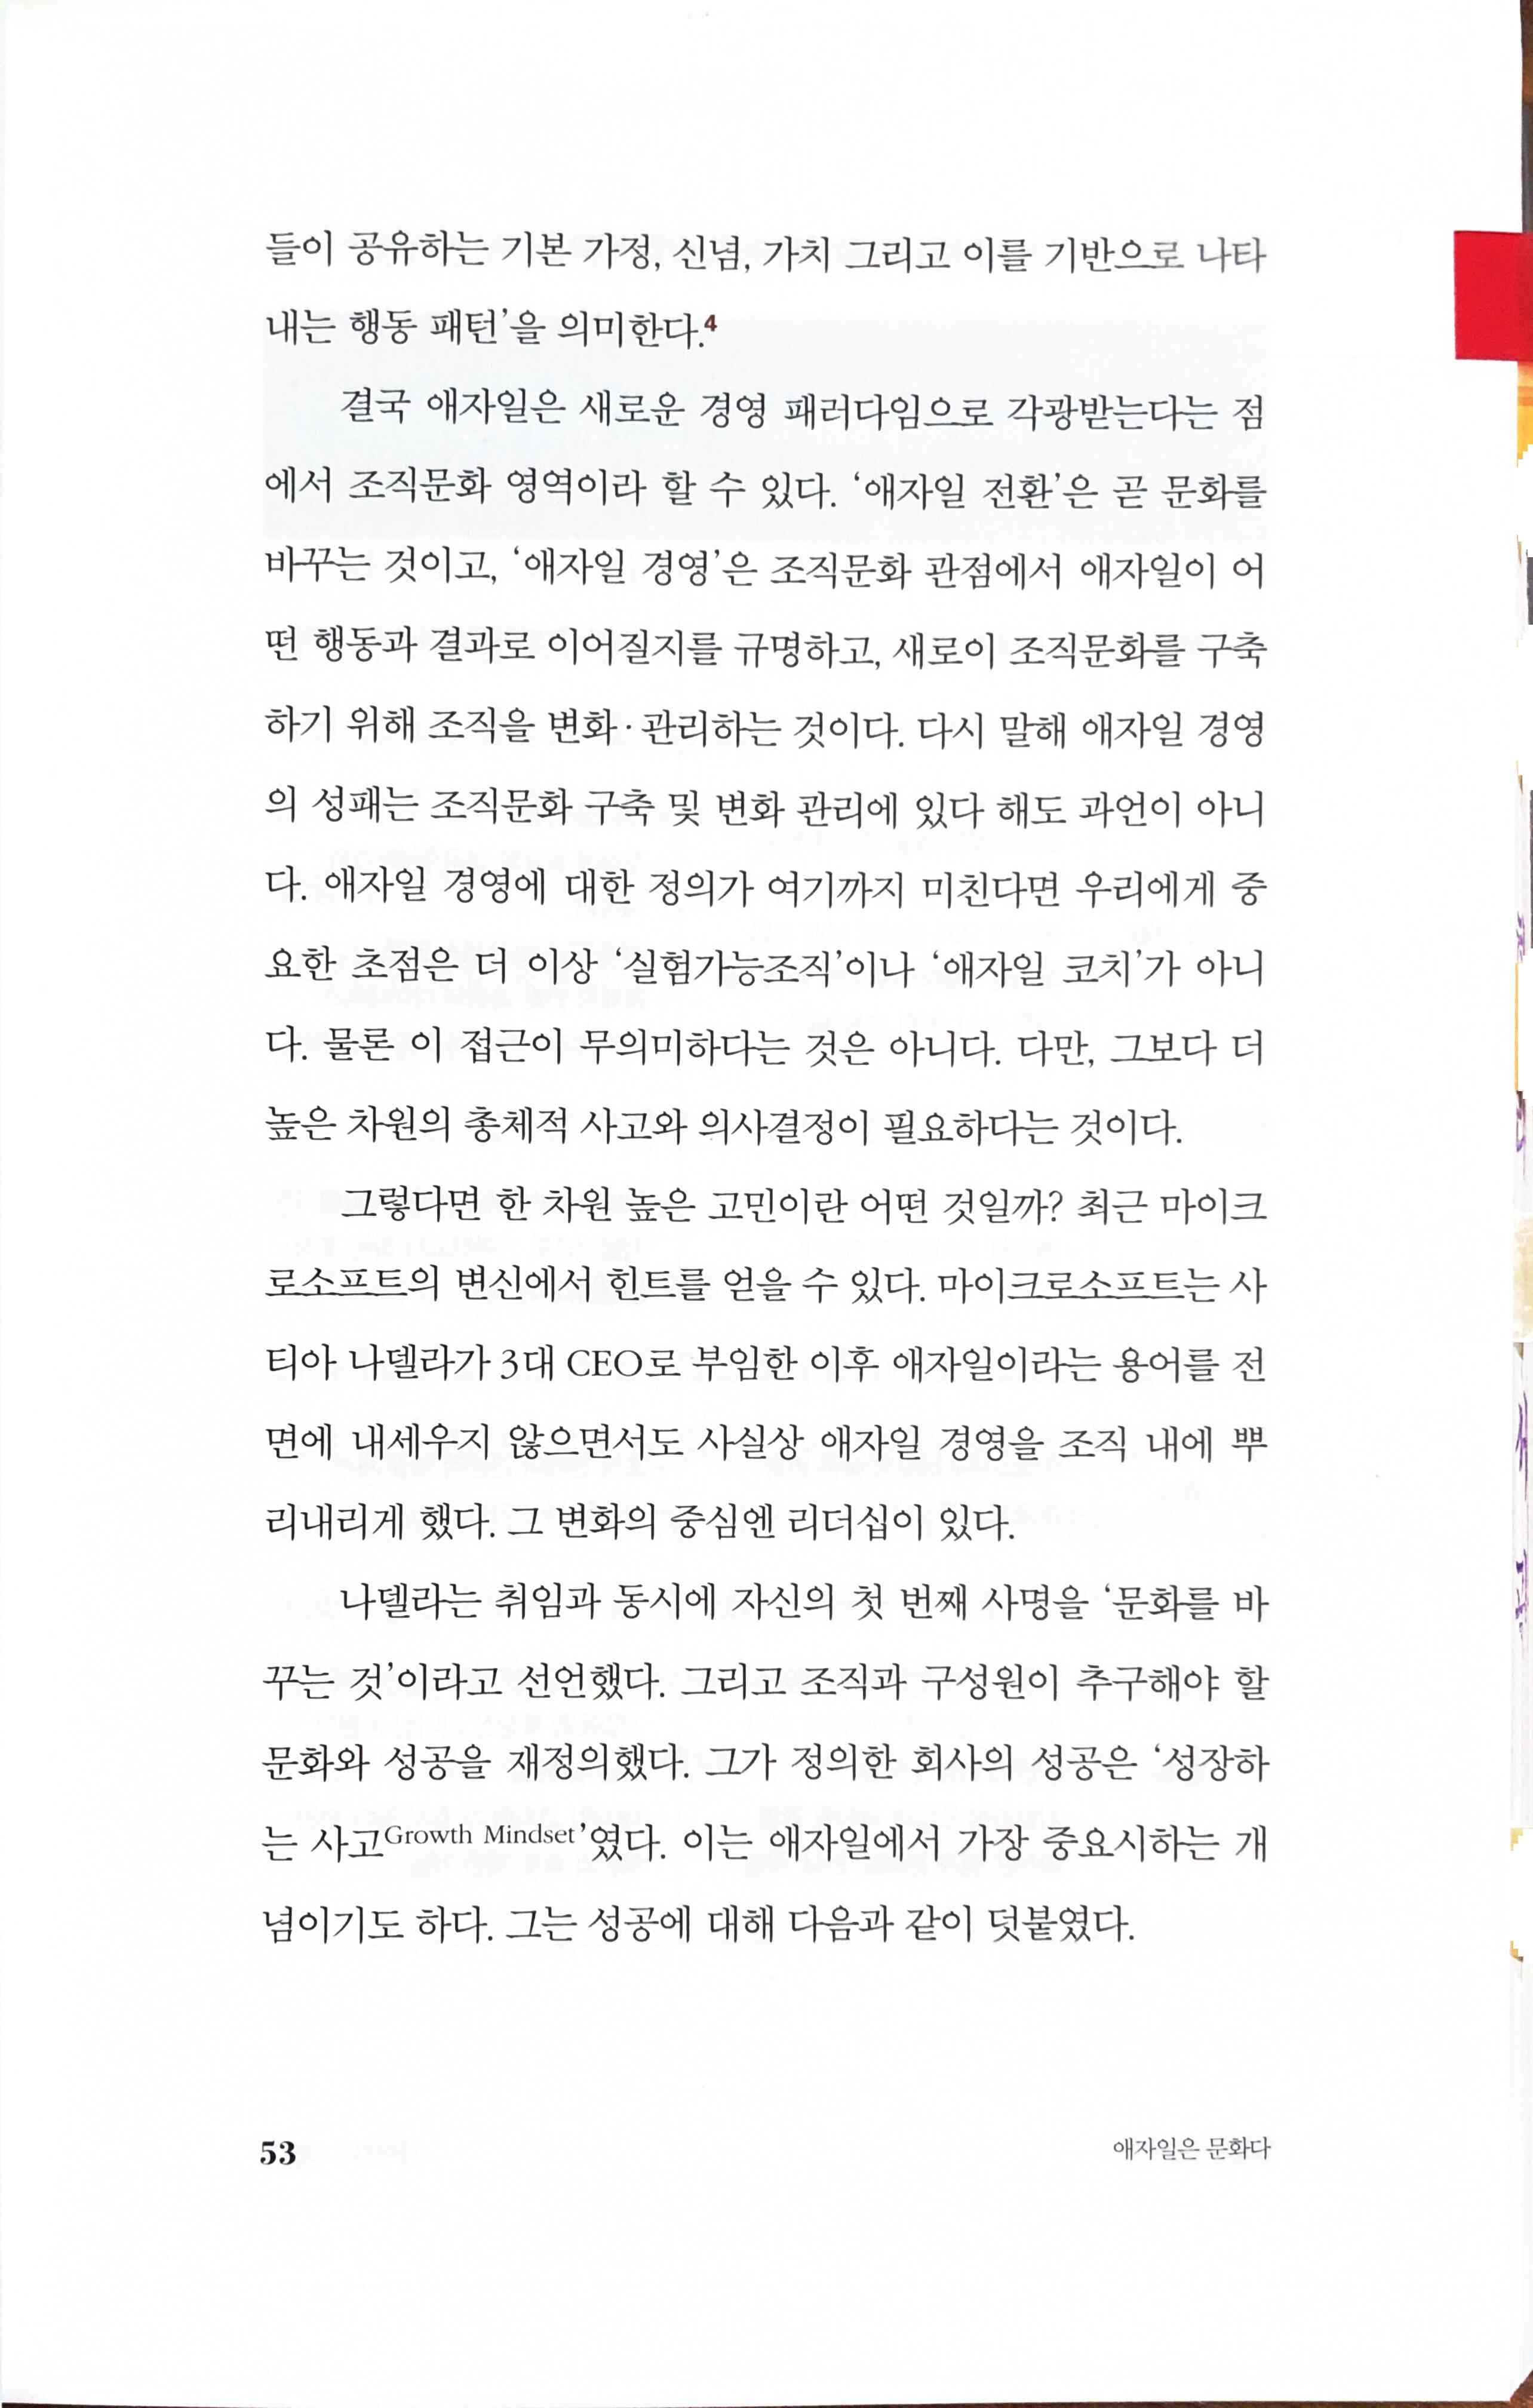 들이 공유하는 기본 가정, 신념, 가치 그리고 이를 기반으로 나타
내는 행동 패턴’을 의미한다.4
결국 애자일은 새로운 경영 패러다임으로 각광받는다는 점
에서 조직문화 영역이라 할 수 있다. ‘애자일 전환’은 곧 문화를
바꾸는 것이고, ‘애자일 경영’은 조직문화 관점에서 애자일이 어
떤 행동과 결과로 이어질지를 규명하고, 새로이 조직문화를 구축
하기 위해 조직을 변화·관리하는 것이다. 다시 말해 애자일 경영
의 성패는 조직문화 구축 및 변화 관리에 있다 해도 과언이 아니
다. 애자일 경영에 대한 정의가 여기까지 미친다면 우리에게 중
요한 초점은 더 이상 ‘실험가능조직’이나 ‘애자일 코치’가 아니
다. 물론 이 접근이 무의미하다는 것은 아니다. 다만, 그보다 더
높은 차원의 총체적 사고와 의사결정이 필요하다는 것이다.
그렇다면 한 차원 높은 고민이란 어떤 것일까? 최근 마이크
로소프트의 변신에서 힌트를 얻을 수 있다. 마이크로소프트는 사
티아 나델라가 3대 CEO로 부임한 이후 애자일이라는 용어를 전
면에 내세우지 않으면서도 사실상 애자일 경영을 조직 내에 뿌
리내리게 했다. 그 변화의 중심엔 리더십이 있다.
나델라는 취임과 동시에 자신의 첫 번째 사명을 ‘문화를 바
꾸는 것’이라고 선언했다. 그리고 조직과 구성원이 추구해야 할
문화와 성공을 재정의했다. 그가 정의한 회사의 성공은 ‘성장하
는 사고Growth Mindset’였다. 이는 애자일에서 가장 중요시하는 개
념이기도 하다. 그는 성공에 대해 다음과 같이 덧붙였다.
53
애자일은 문화다